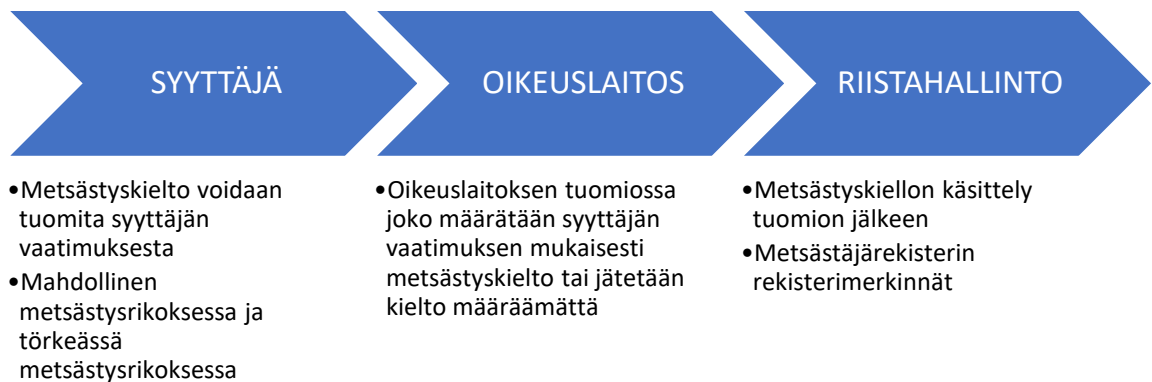 SYYTTÄJÄ
•Metsästyskielto voidaan
tuomita syyttäjän
vaatimuksesta
•Mahdollinen
metsästysrikoksessa ja
törkeässä
metsästysrikoksessa
OIKEUSLAITOS
•Oikeuslaitoksen tuomiossa
joko määrätään syyttäjän
vaatimuksen mukaisesti
metsästyskielto tai jätetään
kielto määräämättä
RIISTAHALLINTO
•Metsästyskiellon käsittely
tuomion jälkeen
•Metsästäjärekisterin
rekisterimerkinnät